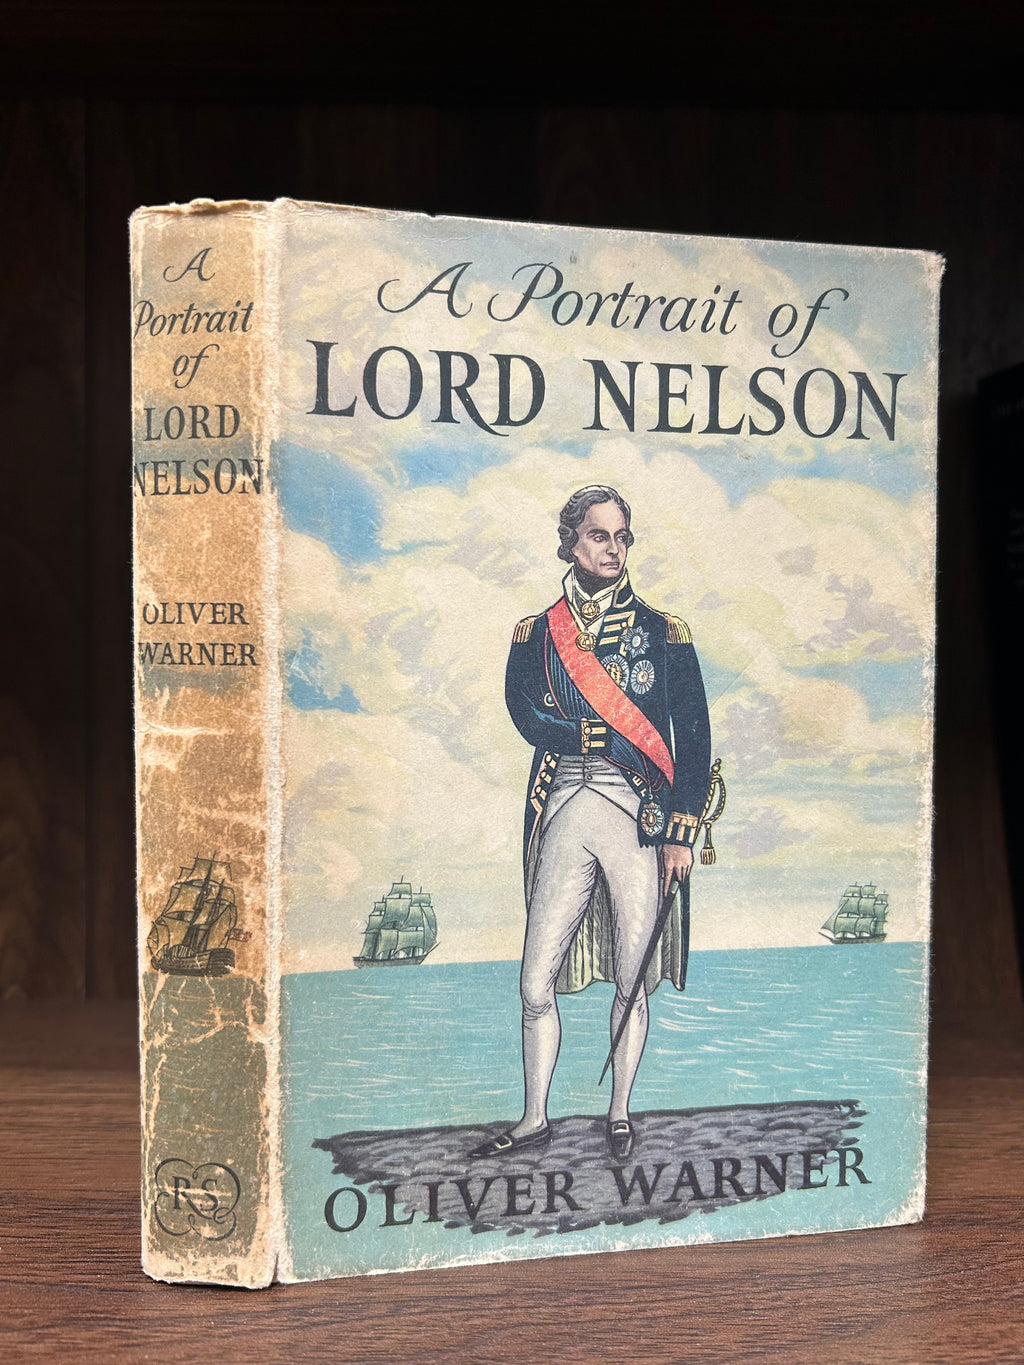 A
Portrait
of
LORD
NELSON
OLIVER
WARNER
RS
A Portrait of
LORD NELSON
OLIVER WARNER